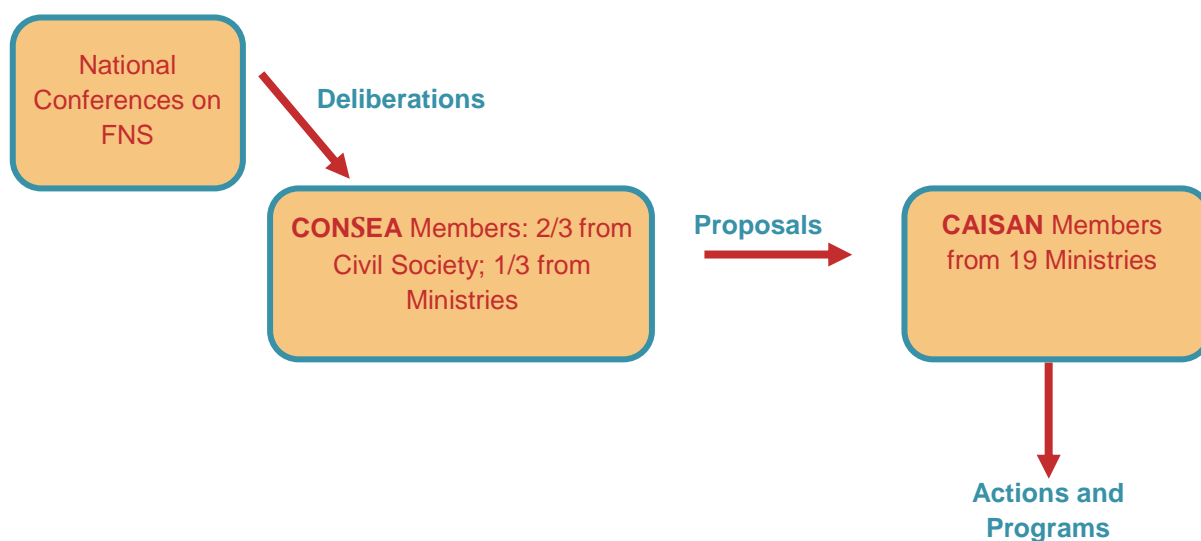 National
Conferences on
FNS
Deliberations
CONSEA Members: 2/3 from
Civil Society; 1/3 from
Ministries
Proposals
CAISAN Members
from 19 Ministries
Actions and
Programs